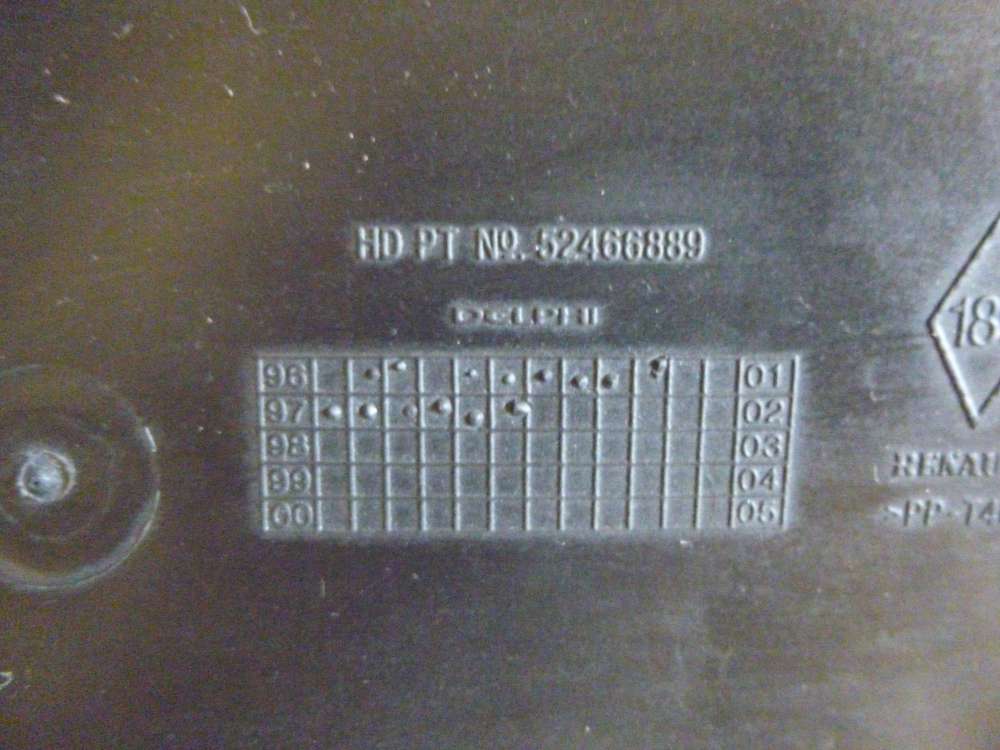 HD PT Nº. 52466889
DELPHI
96 01
97 02
98 03
99 04
00 05
18
RENAU
>PP-T4